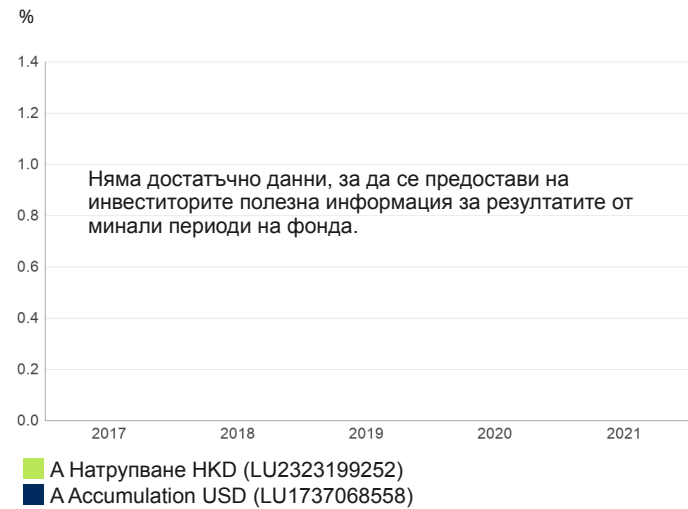 %
1.4
1.2
1.0
Няма достатъчно данни, за да се предостави на
инвеститорите полезна информация за резултатите от
минали периоди на фонда.
0.8
0.6
0.4
0.2
0.0
2017 2018 2019 2020 2021
А Натрупване HKD (LU2323199252)
A Accumulation USD (LU1737068558)